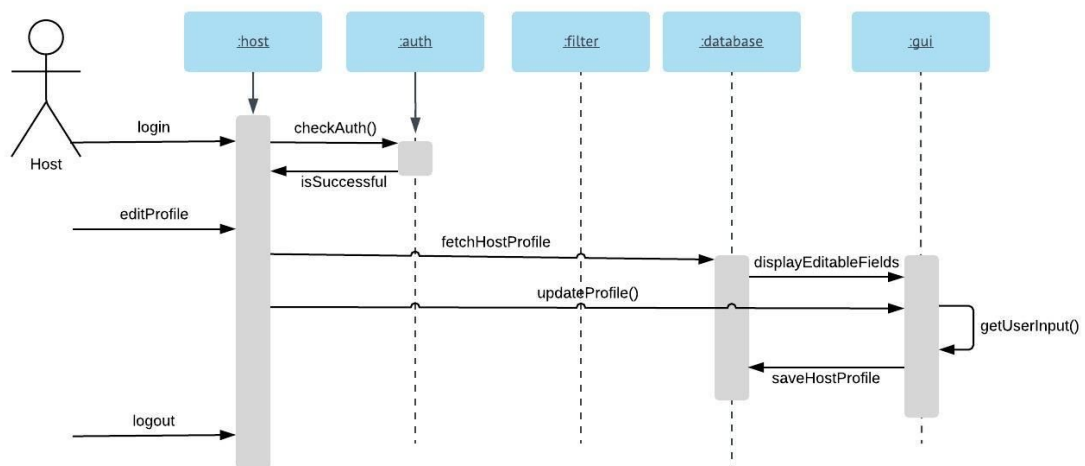 :host
:auth
:filter
:database
:gui
login
checkAuth()
Host
isSuccessful
editProfile
fetchHostProfile
displayEditableFields
updateProfile()
getUserInput()
saveHostProfile
logout